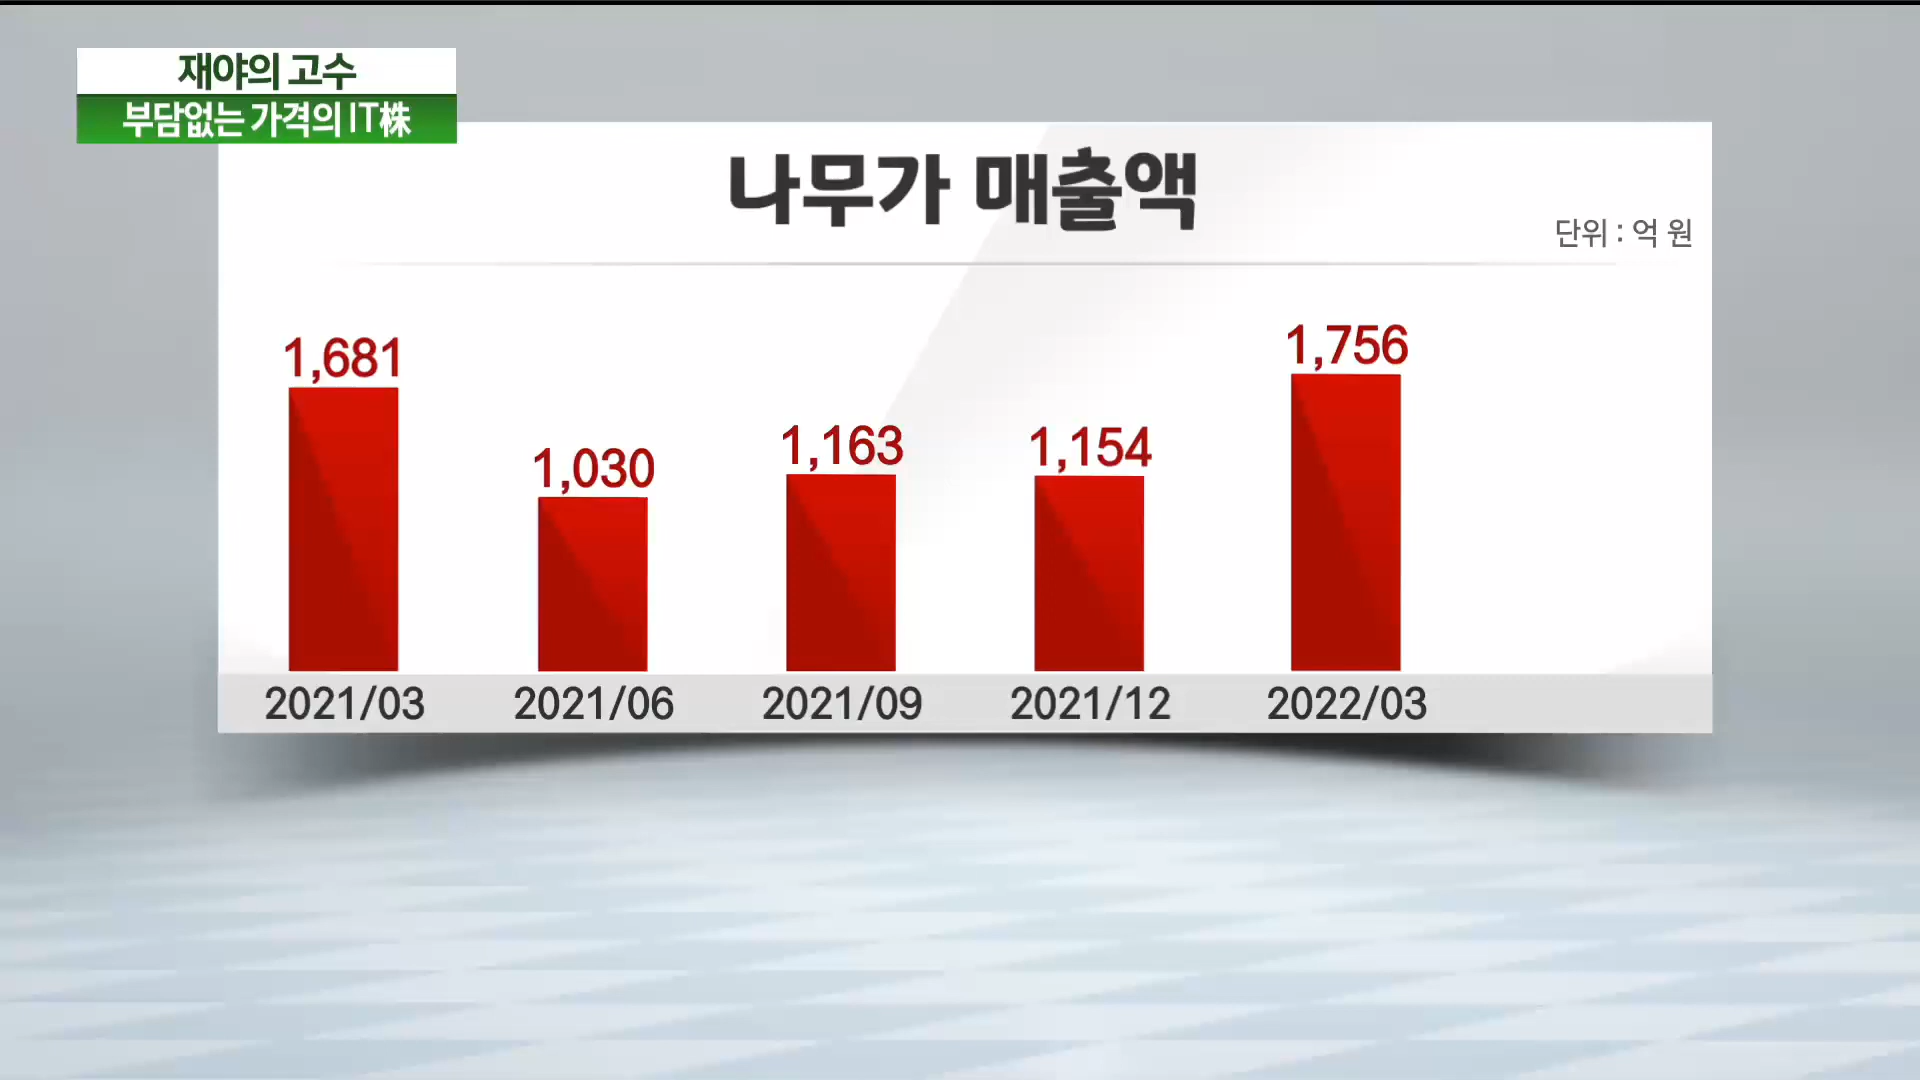 재야의 고수
부담없는 가격의 IT株
나무가 매출액
단위 : 억 원
1,681
1,030
1,163
1,154
1,756
2021/03
2021/06
2021/09
2021/12
2022/03